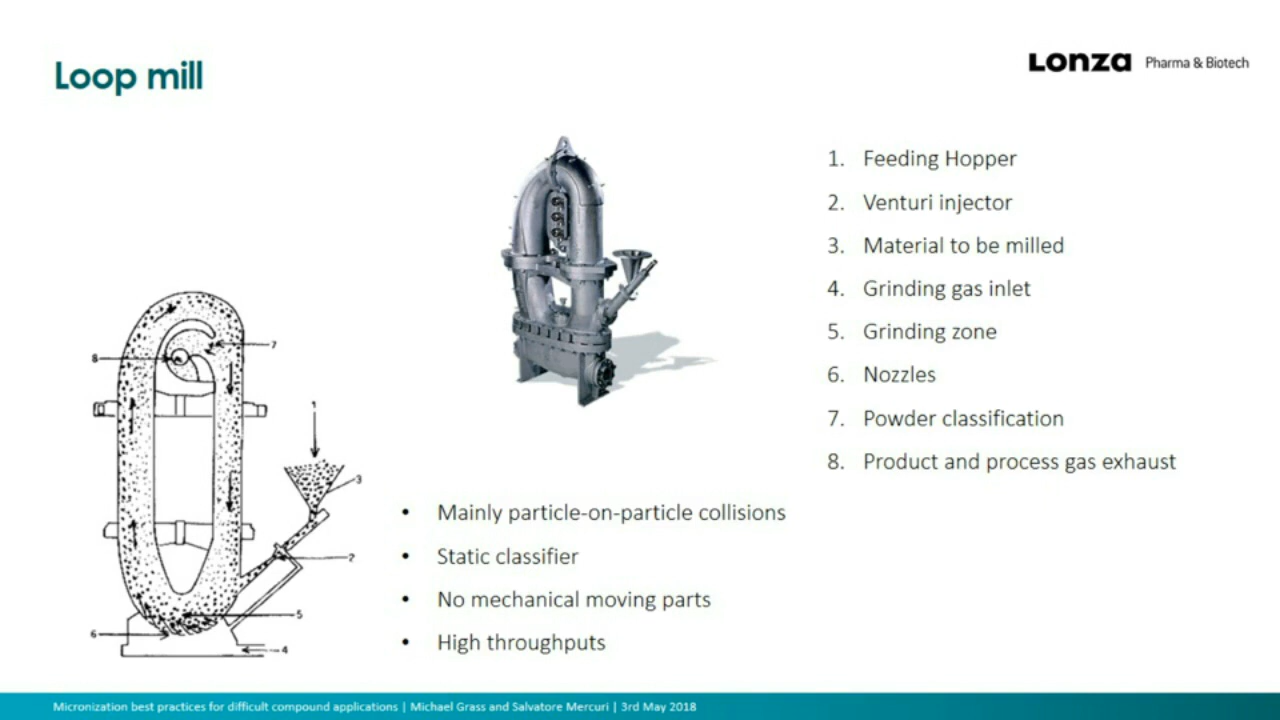 Loop mill
Lonza Pharma & Biotech
1. Feeding Hopper
2. Venturi injector
3. Material to be milled
4. Grinding gas inlet
5. Grinding zone
6. Nozzles
7. Powder classification
8. Product and process gas exhaust
8
7
1
3
2
5
6
4
• Mainly particle-on-particle collisions
• Static classifier
• No mechanical moving parts
• High throughputs
Micronization best practices for difficult compound applications | Michael Grass and Salvatore Mercuri | 3rd May 2018